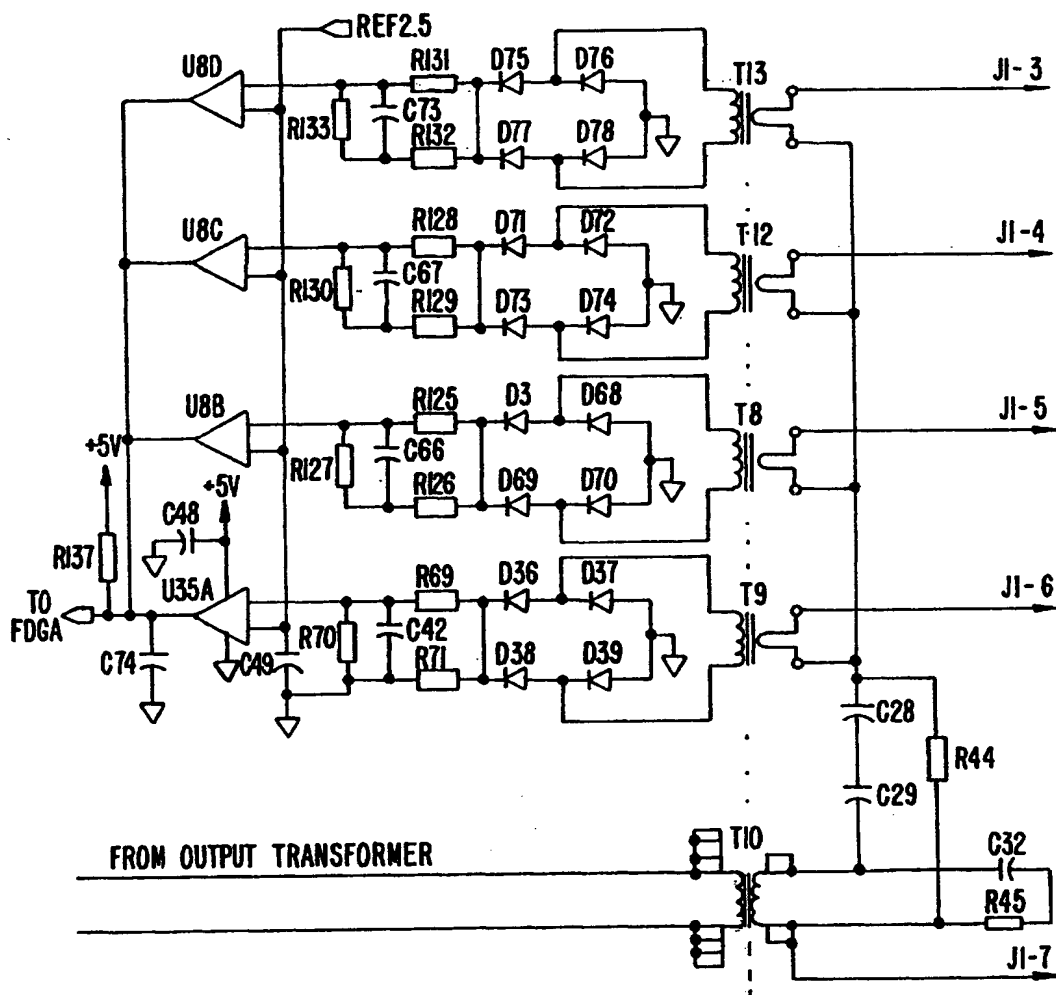 REF2.5
U8D
R131
D75
D76
T13
J1-3
R133
C73
R132
D77
D78
U8C
R128
D71
D72
T12
J1-4
R130
C67
R129
D73
D74
U8B
R125
D3
D68
T8
J1-5
+5V
R127
C66
R126
D69
D70
+5V
C48
R137
U35A
R69
D36
D37
T9
J1-6
TO
FDGA
C74
C49
R70
C42
R71
D38
D39
C28
R44
C29
T10
FROM OUTPUT TRANSFORMER
C32
R45
J1-7